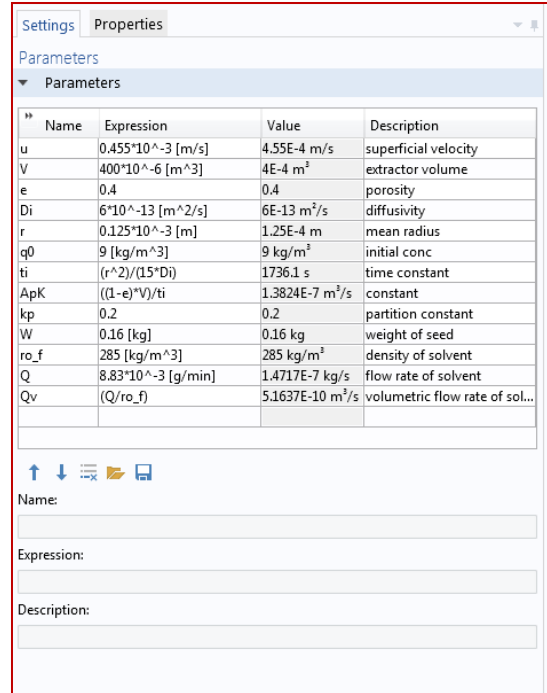 Settings Properties
Parameters
Parameters
Name Expression Value Description
u 0.455*10^-3 [m/s] 4.55E-4 m/s superficial velocity
V 400*10^-6 [m^3] 4E-4 m³ extractor volume
e 0.4 0.4 porosity
Di 6*10^-13 [m^2/s] 6E-13 m²/s diffusivity
r 0.125*10^-3 [m] 1.25E-4 m mean radius
q0 9 [kg/m^3] 9 kg/m³ initial conc
ti (r^2)/(15*Di) 1736.1 s time constant
ApK ((1-e)*V)/ti 1.3824E-7 m³/s constant
kp 0.2 0.2 partition constant
W 0.16 [kg] 0.16 kg weight of seed
ro_f 285 [kg/m^3] 285 kg/m³ density of solvent
Q 8.83*10^-3 [g/min] 1.4717E-7 kg/s flow rate of solvent
Qv (Q/ro_f) 5.1637E-10 m³/s volumetric flow rate of sol...
Name:
Expression:
Description: